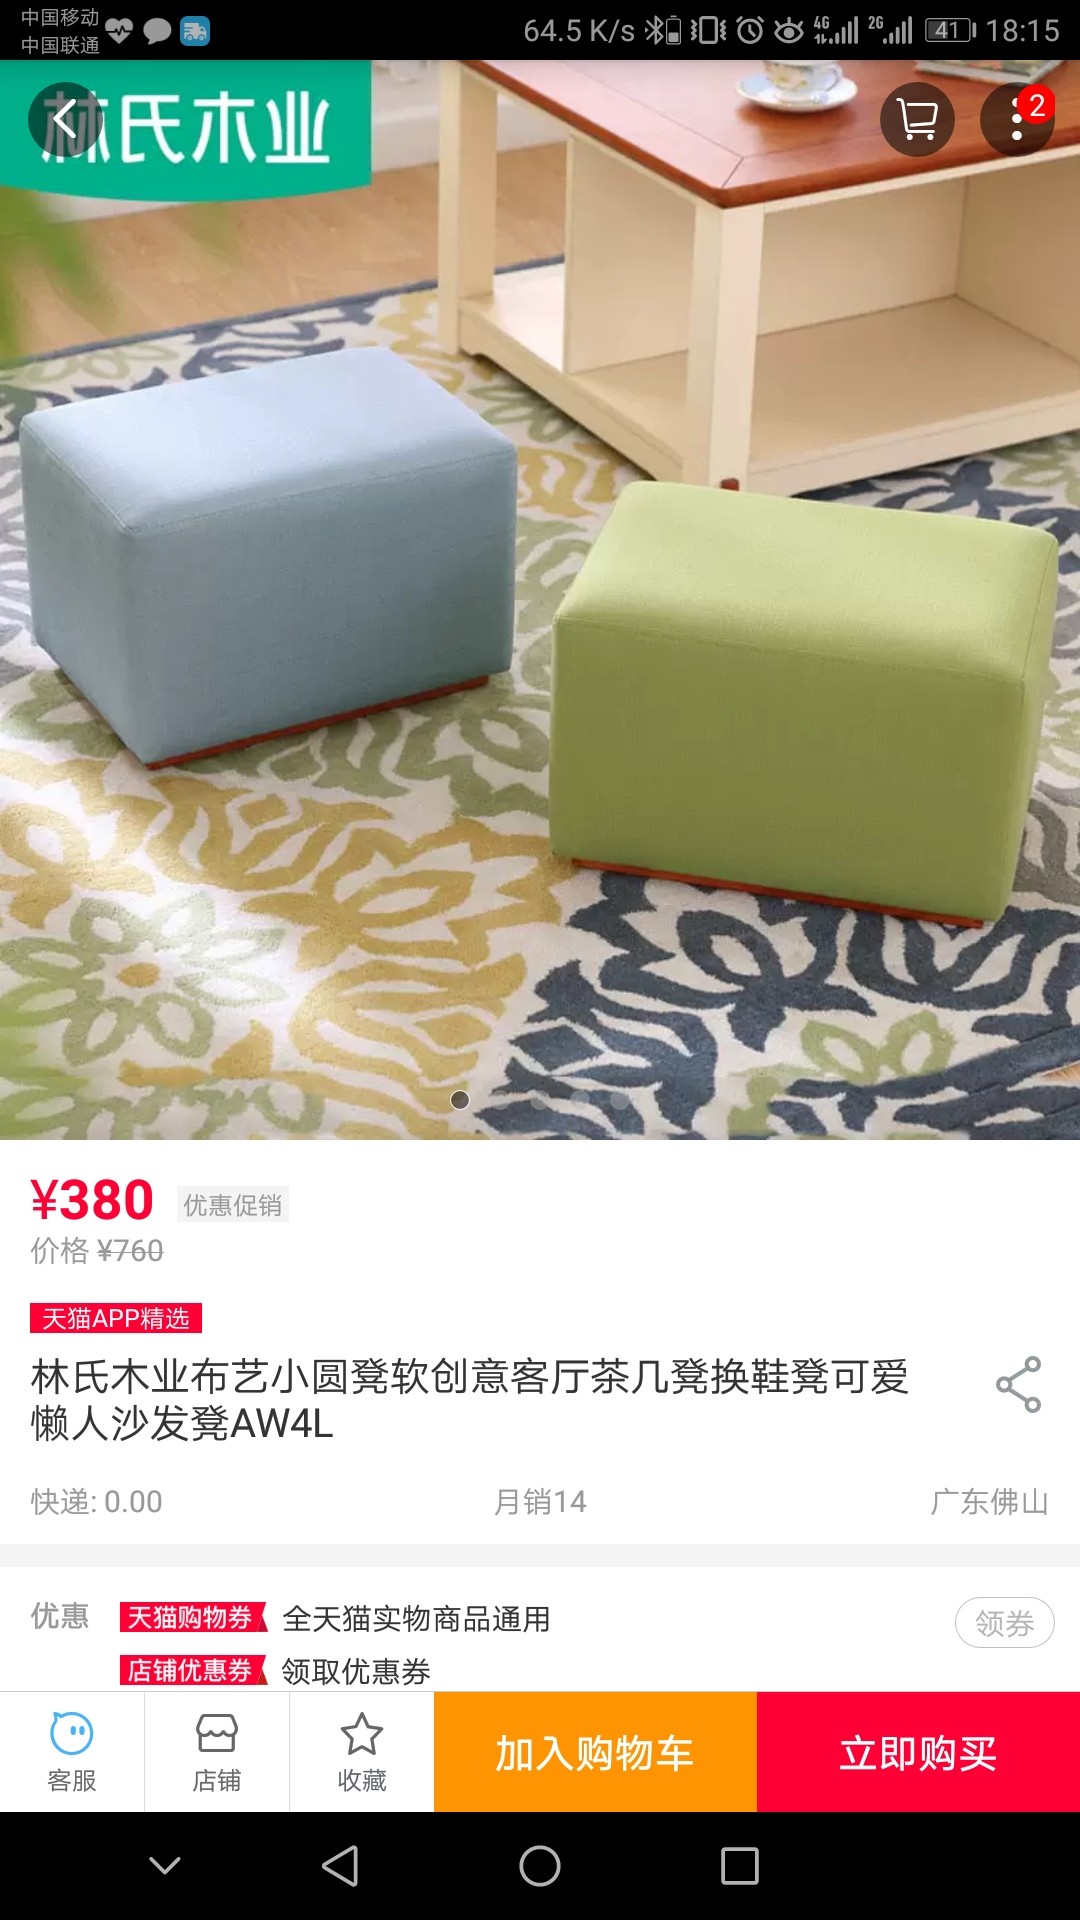 中国移动
中国联通
64.5 K/s
4G
2G
41
18:15
林氏木业
2
¥380 优惠促销
价格 ¥760
天猫APP精选
林氏木业布艺小圆凳软创意客厅茶几凳换鞋凳可爱
懒人沙发凳AW4L
快递: 0.00 月销14 广东佛山
优惠 天猫购物券 全天猫实物商品通用 领券
店铺优惠券 领取优惠券
客服 店铺 收藏 加入购物车 立即购买